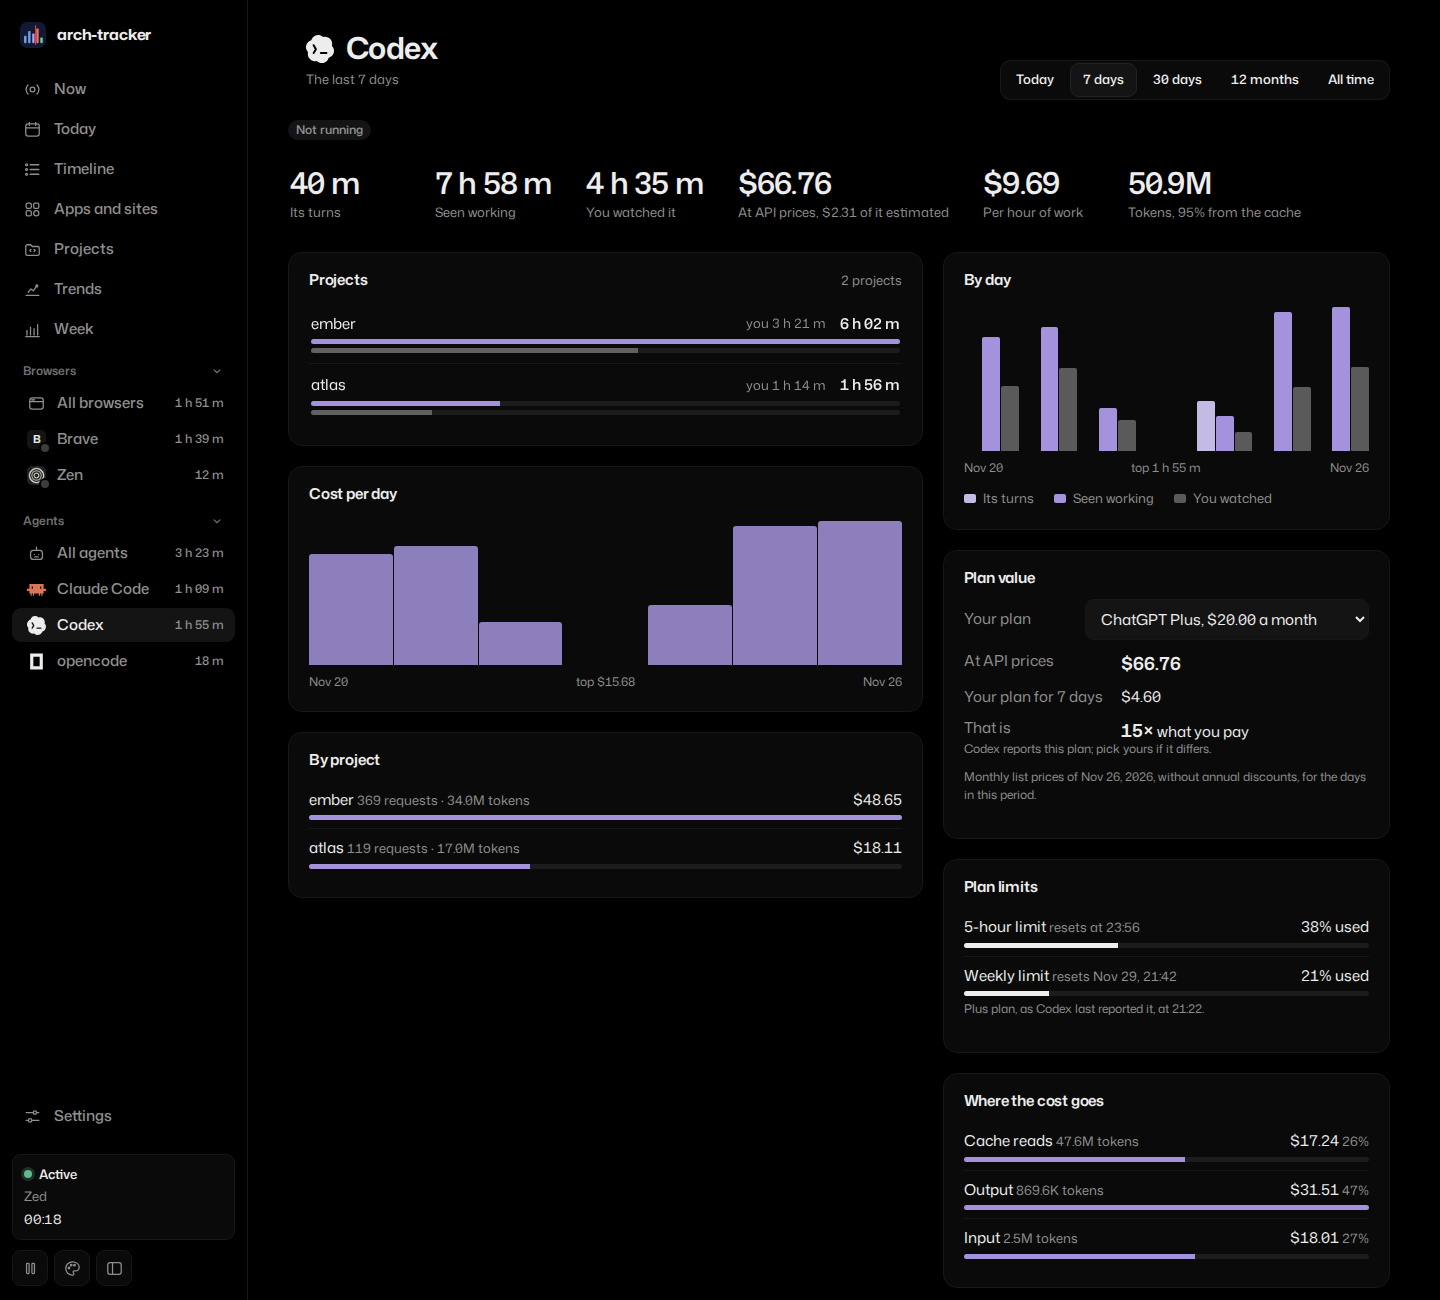 arch-tracker
Now
Today
Timeline
Apps and sites
Projects
Trends
Week
Browsers
All browsers 1 h 51 m
B Brave 1 h 39 m
Zen 12 m
Agents
All agents 3 h 23 m
Claude Code 1 h 09 m
Codex 1 h 55 m
opencode 18 m
Settings
Active
Zed
00:18
Codex
The last 7 days
Today 7 days 30 days 12 months All time
Not running
40 m 7 h 58 m 4 h 35 m $66.76 $9.69 50.9M
Its turns Seen working You watched it At API prices, $2.31 of it estimated Per hour of work Tokens, 95% from the cache
Projects 2 projects
ember you 3 h 21 m 6 h 02 m
atlas you 1 h 14 m 1 h 56 m
Cost per day
Nov 20 top $15.68 Nov 26
By project
ember 369 requests · 34.0M tokens $48.65
atlas 119 requests · 17.0M tokens $18.11
By day
Nov 20 top 1 h 55 m Nov 26
Its turns Seen working You watched
Plan value
Your plan ChatGPT Plus, $20.00 a month
At API prices $66.76
Your plan for 7 days $4.60
That is 15× what you pay
Codex reports this plan; pick yours if it differs.
Monthly list prices of Nov 26, 2026, without annual discounts, for the days
in this period.
Plan limits
5-hour limit resets at 23:56 38% used
Weekly limit resets Nov 29, 21:42 21% used
Plus plan, as Codex last reported it, at 21:22.
Where the cost goes
Cache reads 47.6M tokens $17.24 26%
Output 869.6K tokens $31.51 47%
Input 2.5M tokens $18.01 27%